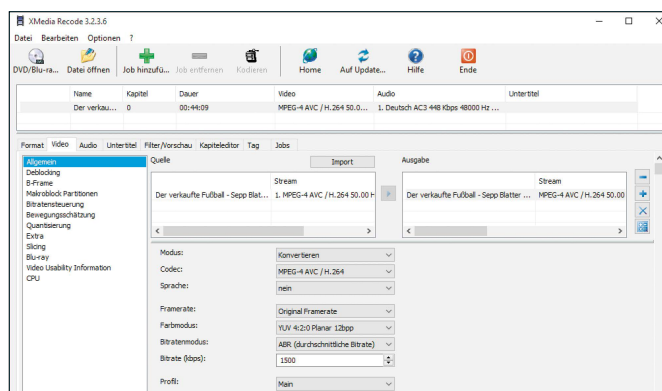 XMedia Recode 3.2.3.6
Datei Bearbeiten Optionen ?
DVD/Blu-ra... Datei öffnen Job hinzufü... Job entfernen Kodieren Home Auf Update... Hilfe Ende
Name Kapitel Dauer Video Audio Untertitel
Der verkau... 0 00:44:09 MPEG-4 AVC / H.264 50.0... 1. Deutsch AC3 448 Kbps 48000 Hz ...
Format Video Audio Untertitel Filter/Vorschau Kapiteleditor Tag Jobs
Allgemein
Deblocking
B-Frame
Makroblock Partitionen
Bitratensteuerung
Bewegungsschätzung
Quantisierung
Extra
Slicing
Blu-ray
Video Usability Information
CPU
Quelle Import Ausgabe
Stream Stream
Der verkaufte Fußball - Sepp Blat... 1. MPEG-4 AVC / H.264 50.00 H Der verkaufte Fußball - Sepp Blatter ... MPEG-4 AVC / H.264 50.00
Modus: Konvertieren
Codec: MPEG-4 AVC / H.264
Sprache: nein
Framerate: Original Framerate
Farbmodus: YUV 4:2:0 Planar 12bpp
Bitratenmodus: ABR (durchschnittliche Bitrate)
Bitrate (kbps): 1500
Profil: Main